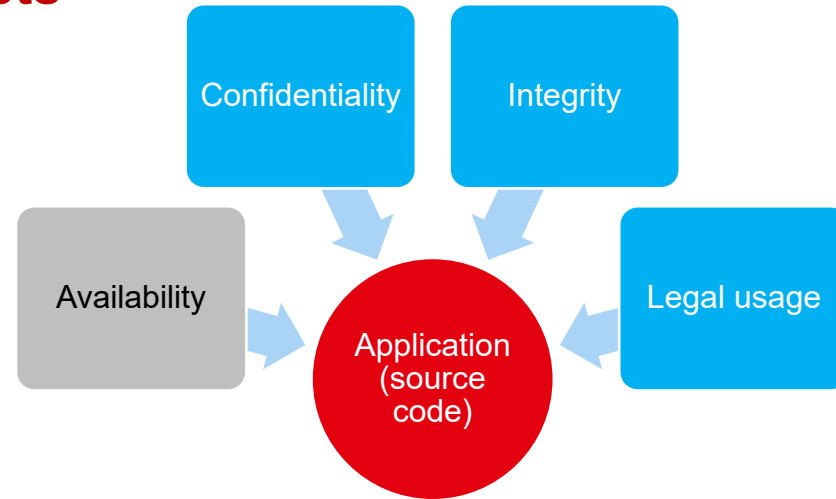 Confidentiality
Integrity
Availability
Legal usage
Application
(source
code)